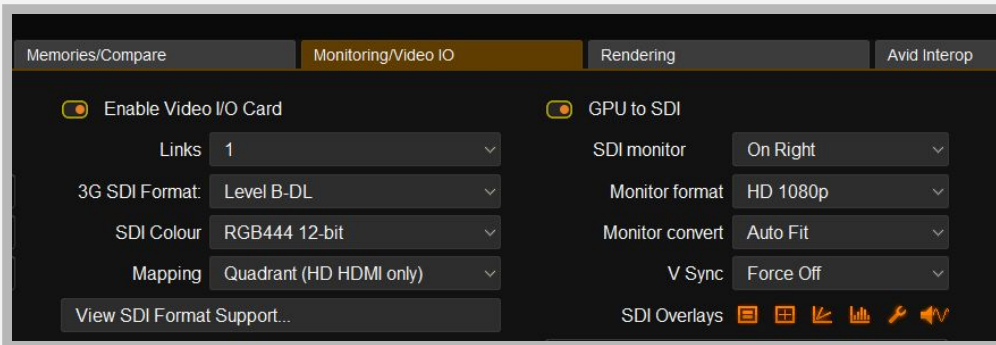 Memories/Compare
Monitoring/Video IO
Rendering
Avid Interop
Enable Video I/O Card
Links 1
3G SDI Format: Level B-DL
SDI Colour RGB444 12-bit
Mapping Quadrant (HD HDMI only)
View SDI Format Support...
GPU to SDI
SDI monitor On Right
Monitor format HD 1080p
Monitor convert Auto Fit
V Sync Force Off
SDI Overlays